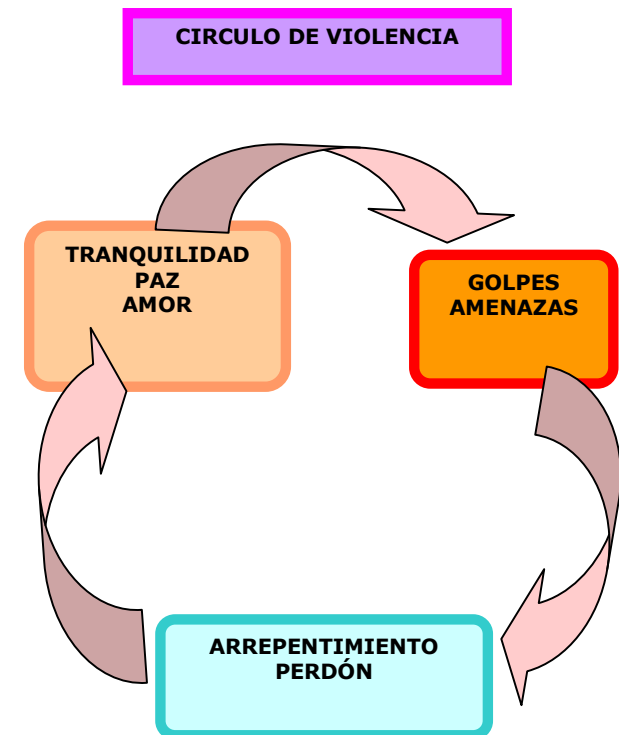 CIRCULO DE VIOLENCIA
TRANQUILIDAD
PAZ
AMOR
GOLPES
AMENAZAS
ARREPENTIMIENTO
PERDÓN